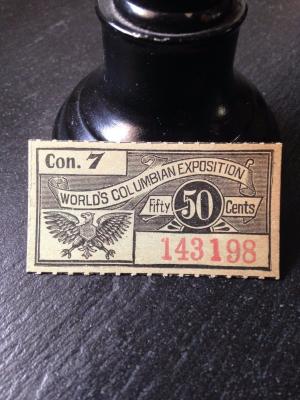 Con. 7
WORLD'S COLUMBIAN EXPOSITION
Fifty 50 Cents
143198